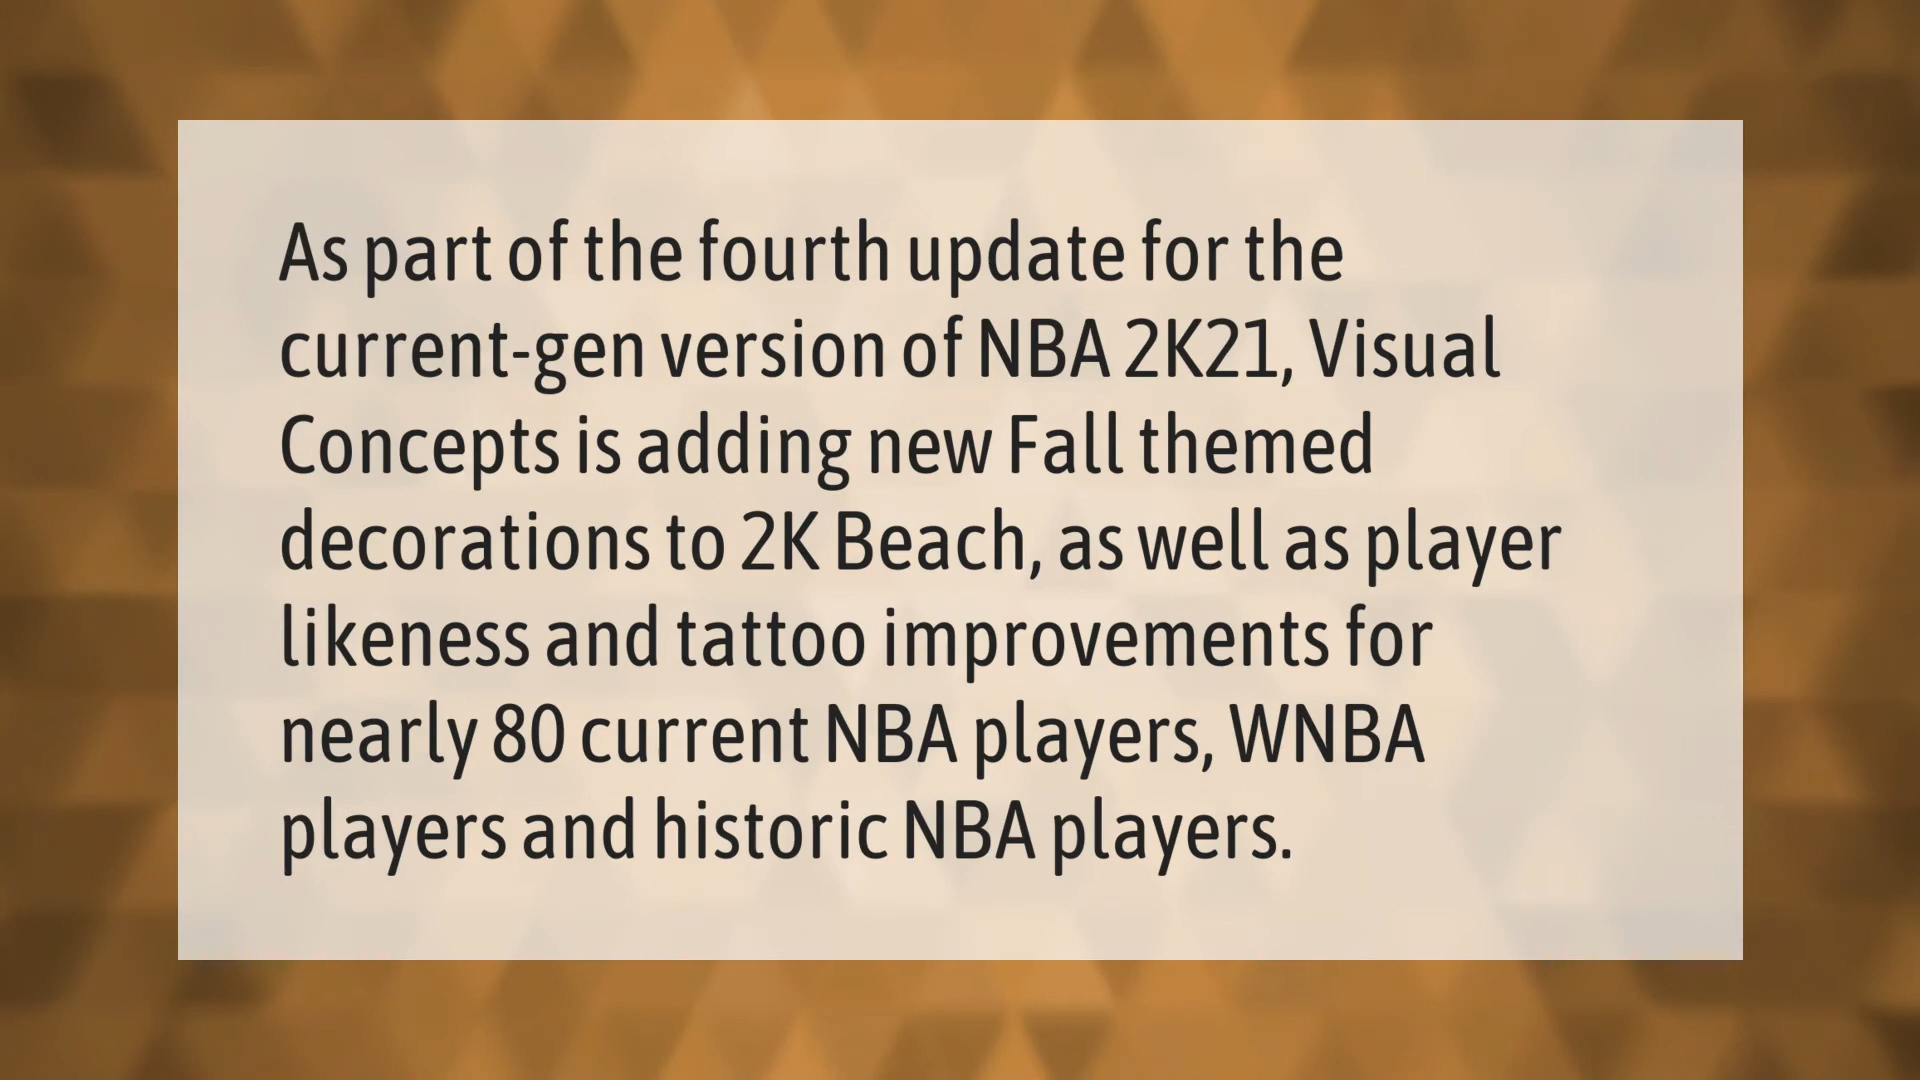 As part of the fourth update for the
current-gen version of NBA 2K21, Visual
Concepts is adding new Fall themed
decorations to 2K Beach, as well as player
likeness and tattoo improvements for
nearly 80 current NBA players, WNBA
players and historic NBA players.